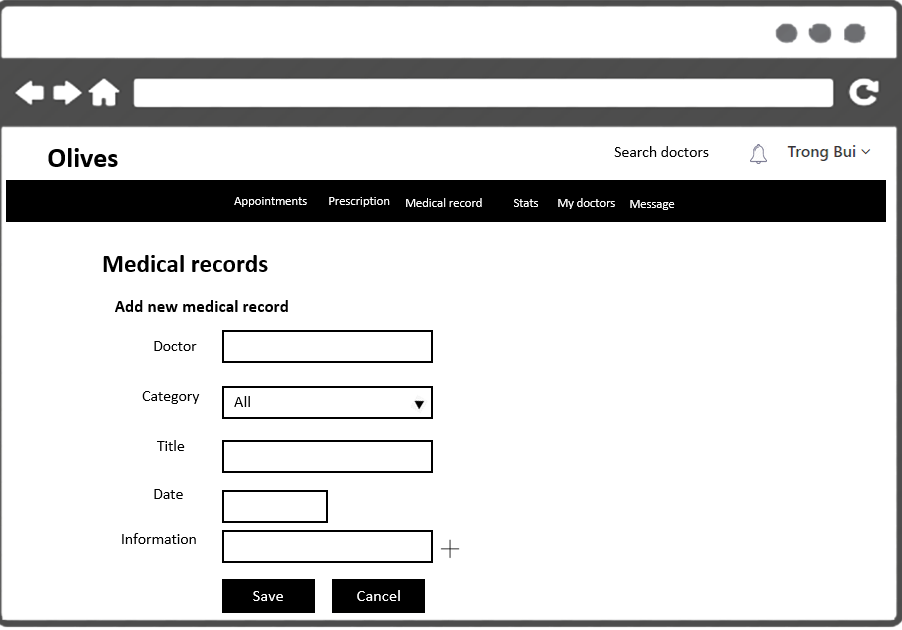 Olives
Search doctors
Trong Bui
Appointments Prescription Medical record Stats My doctors Message
Medical records
Add new medical record
Doctor
Category All
Title
Date
Information
Save Cancel